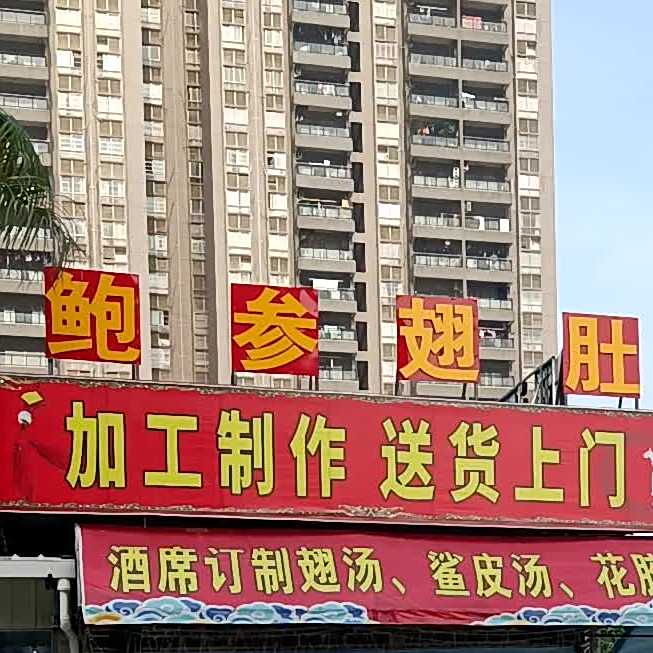 鲍参翅肚
加工制作 送货上门
酒席订制翅汤、鲨皮汤、花胶